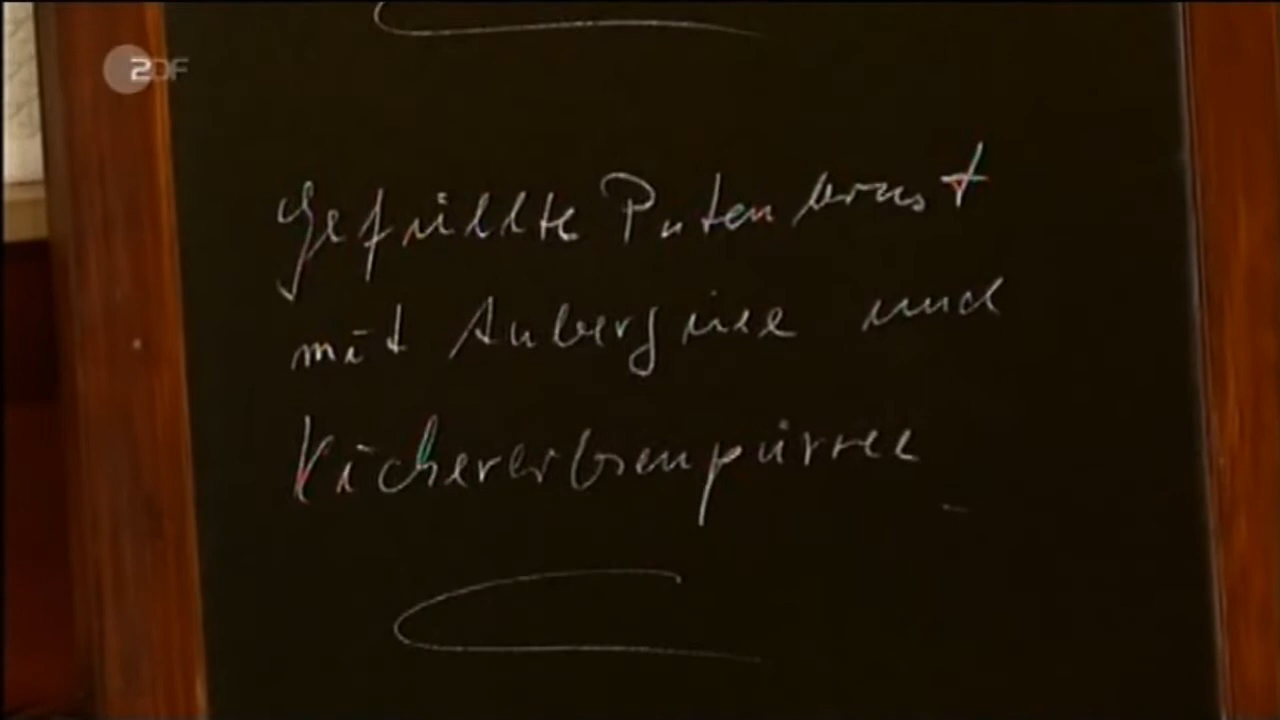 ZDF
Gefüllte Putenbrust
mit Aubergine und
Kichererbsenpürree